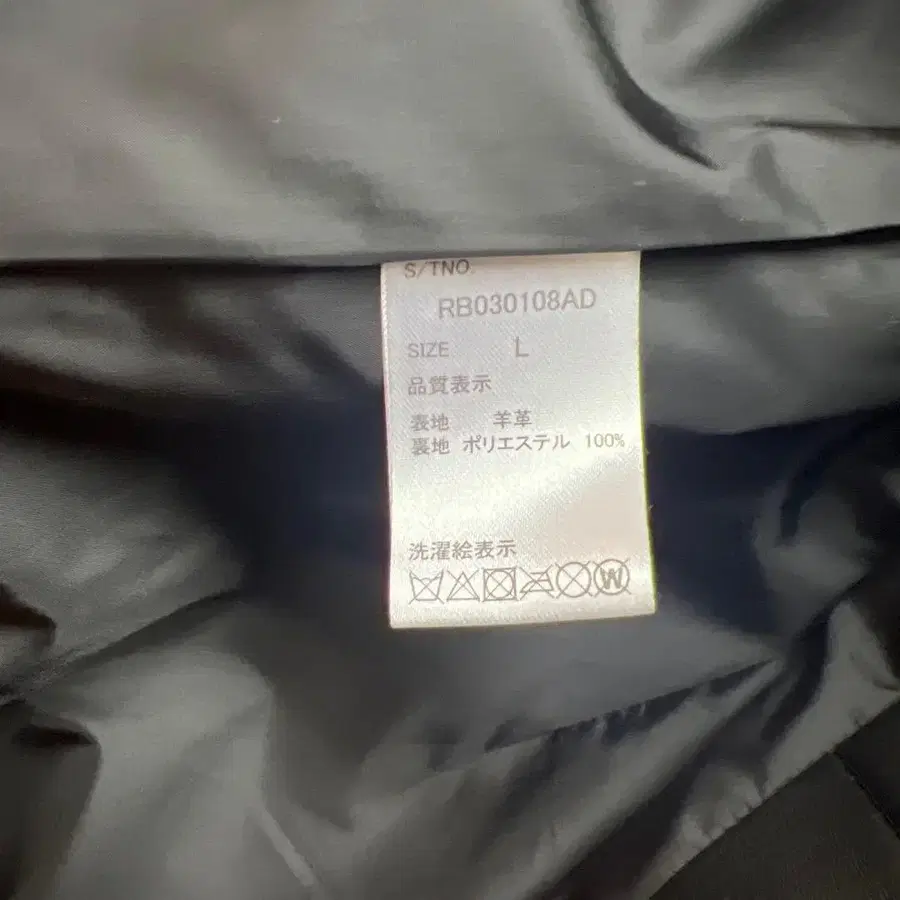 S/TNO.
RB030108AD
SIZE L
品質表示
表地 羊革
裏地 ポリエステル 100%
洗濯絵表示
W